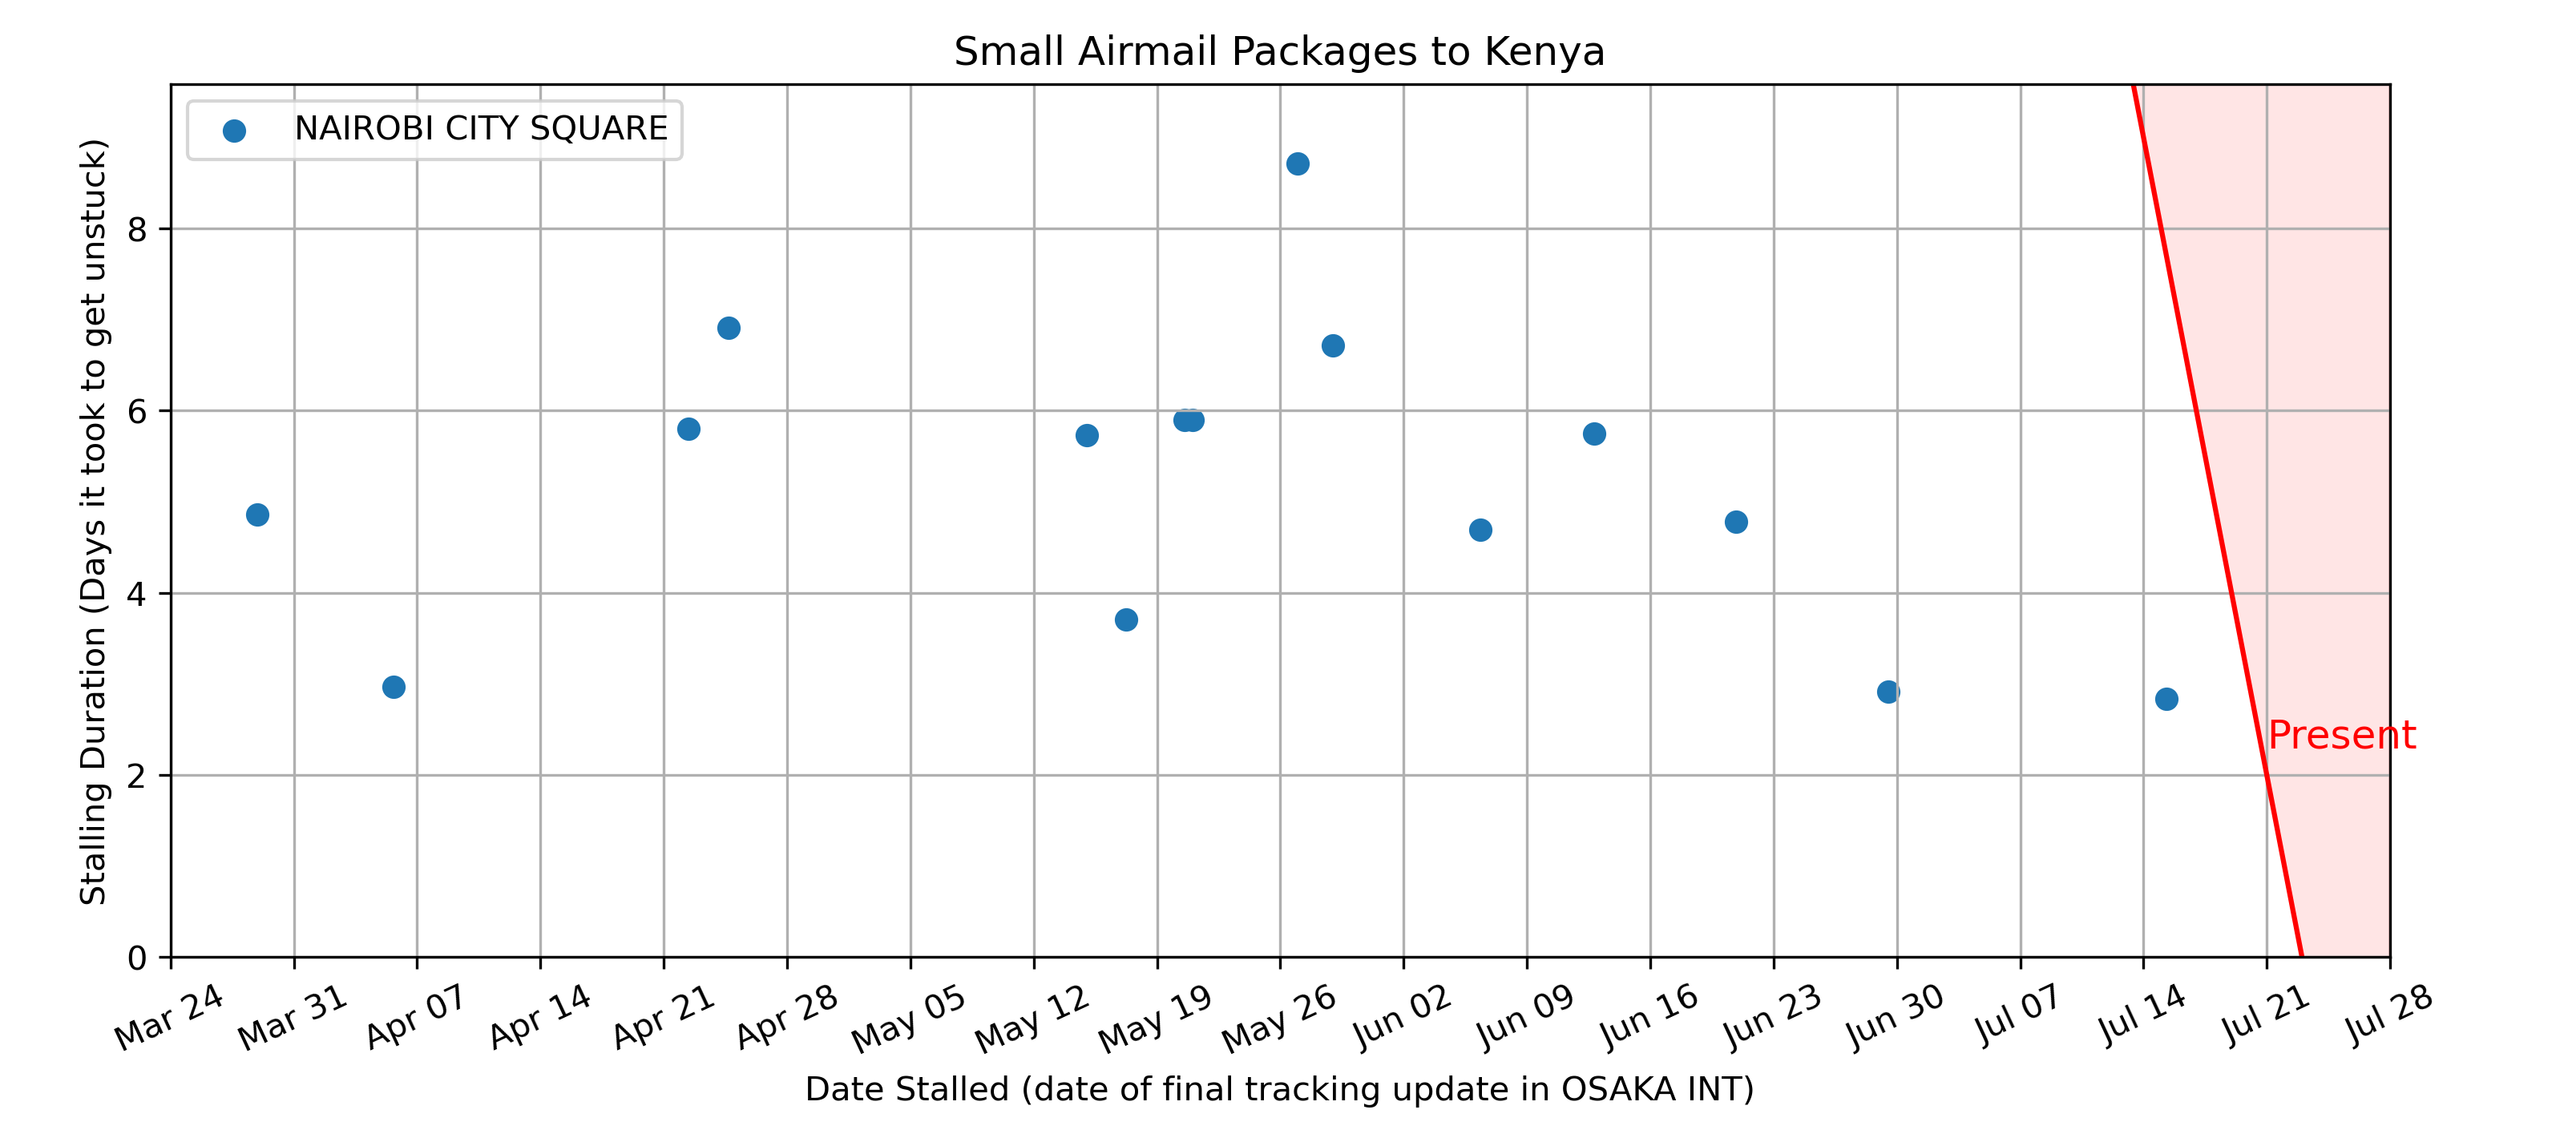 Small Airmail Packages to Kenya
NAIROBI CITY SQUARE
Stalling Duration (Days it took to get unstuck)
8
6
4
2
0
Present
Mar 24 Mar 31 Apr 07 Apr 14 Apr 21 Apr 28 May 05 May 12 May 19 May 26 Jun 02 Jun 09 Jun 16 Jun 23 Jun 30 Jul 07 Jul 14 Jul 21 Jul 28
Date Stalled (date of final tracking update in OSAKA INT)